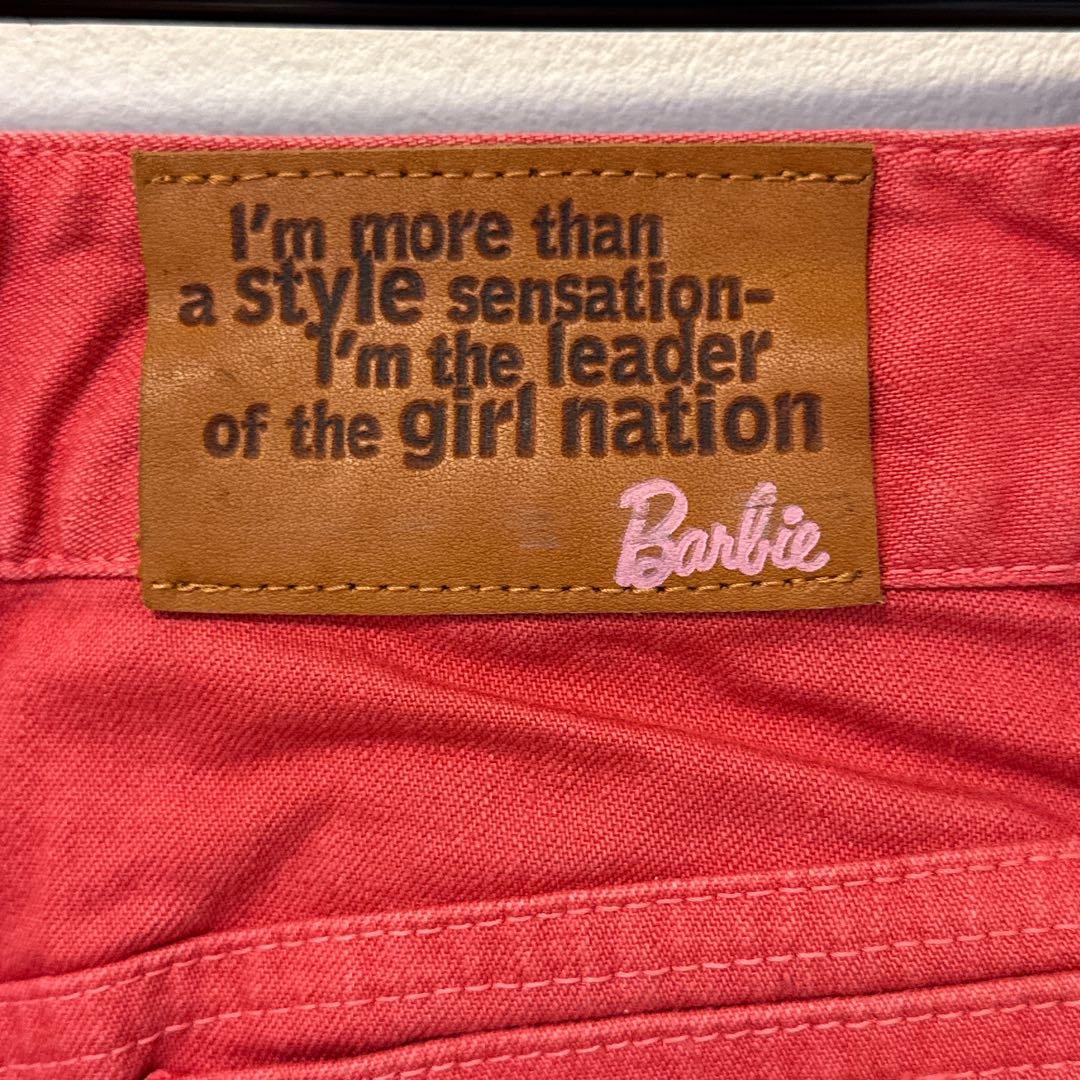 I'm more than
a style sensation-
I'm the leader
of the girl nation
Barbie